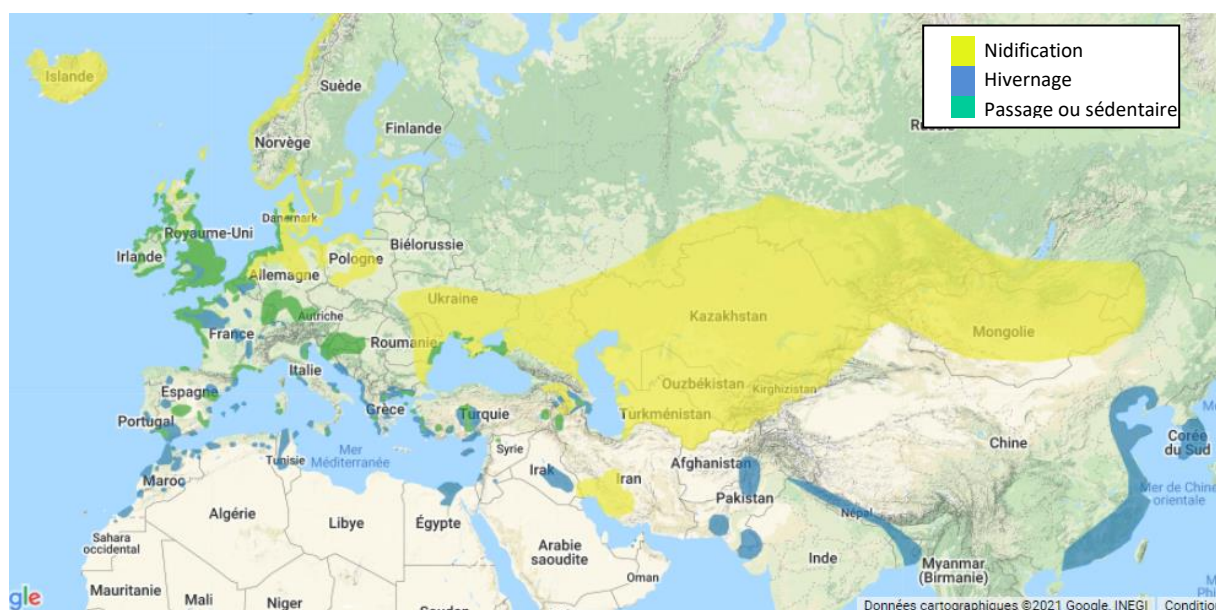 Nidification
Hivernage
Passage ou sédentaire
Islande
Suède
Finlande
Norvège
Danemark
Royaume-Uni
Irlande
Biélorussie
Pologne
Allemagne
Ukraine
Autriche
France
Kazakhstan
Mongolie
Roumanie
Italie
Ouzbékistan
Kirghizistan
Espagne
Portugal
Grèce
Turquie
Turkménistan
Chine
Corée
du Sud
Syrie
Mer
Méditerranée
Tunisie
Maroc
Irak
Iran
Afghanistan
Pakistan
Mer de Chine
orientale
Algérie
Libye
Égypte
Népal
Sahara
occidental
Arabie
saoudite
Inde
Myanmar
(Birmanie)
Oman
Mauritanie
Mali
Niger
gle
Données cartographiques ©2021 Google, INEGI
Conditio